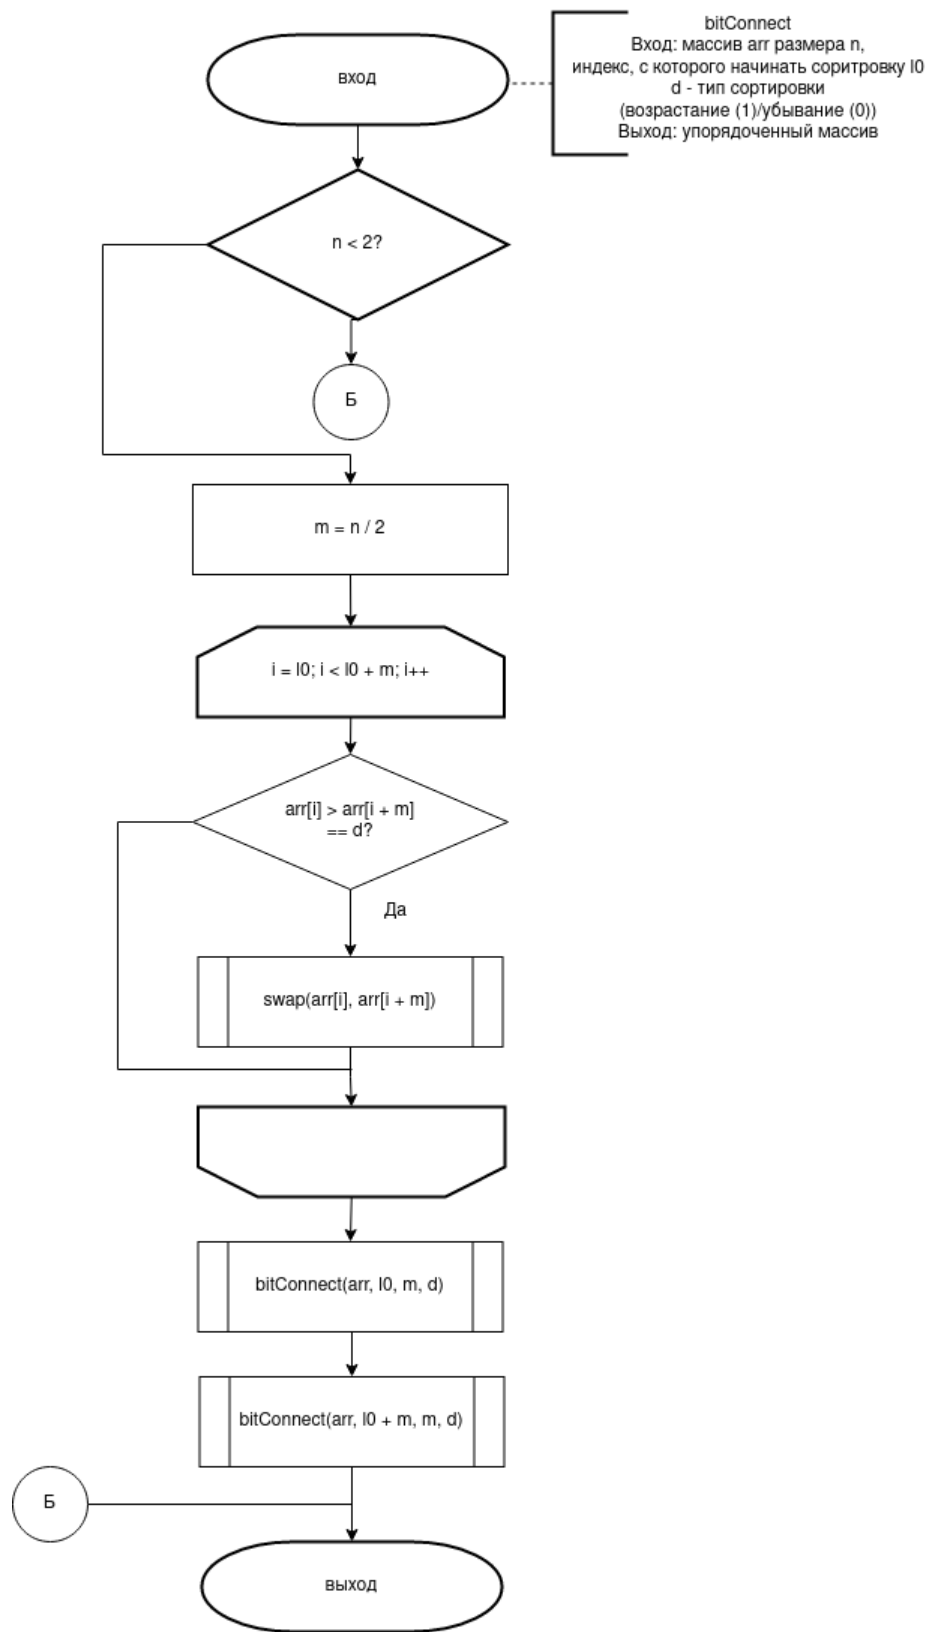 bitConnect
Вход: массив arr размера n,
индекс, с которого начинать соритровку l0
d - тип сортировки
(возрастание (1)/убывание (0))
Выход: упорядоченный массив
вход
n < 2?
Б
m = n / 2
i = l0; i < l0 + m; i++
arr[i] > arr[i + m]
== d?
Да
swap(arr[i], arr[i + m])
bitConnect(arr, l0, m, d)
bitConnect(arr, l0 + m, m, d)
Б
выход